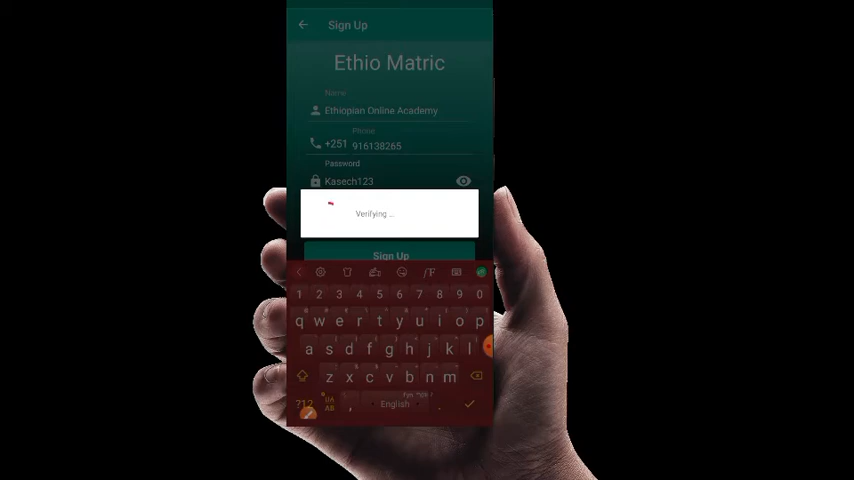 Sign Up
Ethio Matric
Name
Ethiopian Online Academy
Phone
+251 916138265
Password
Kasech123
Verifying ...
Sign Up
1 2 3 4 5 6 7 8 9 0
q w e r t y u i o p
a s d f g h j k l
z x c v b n m
?123 , English .